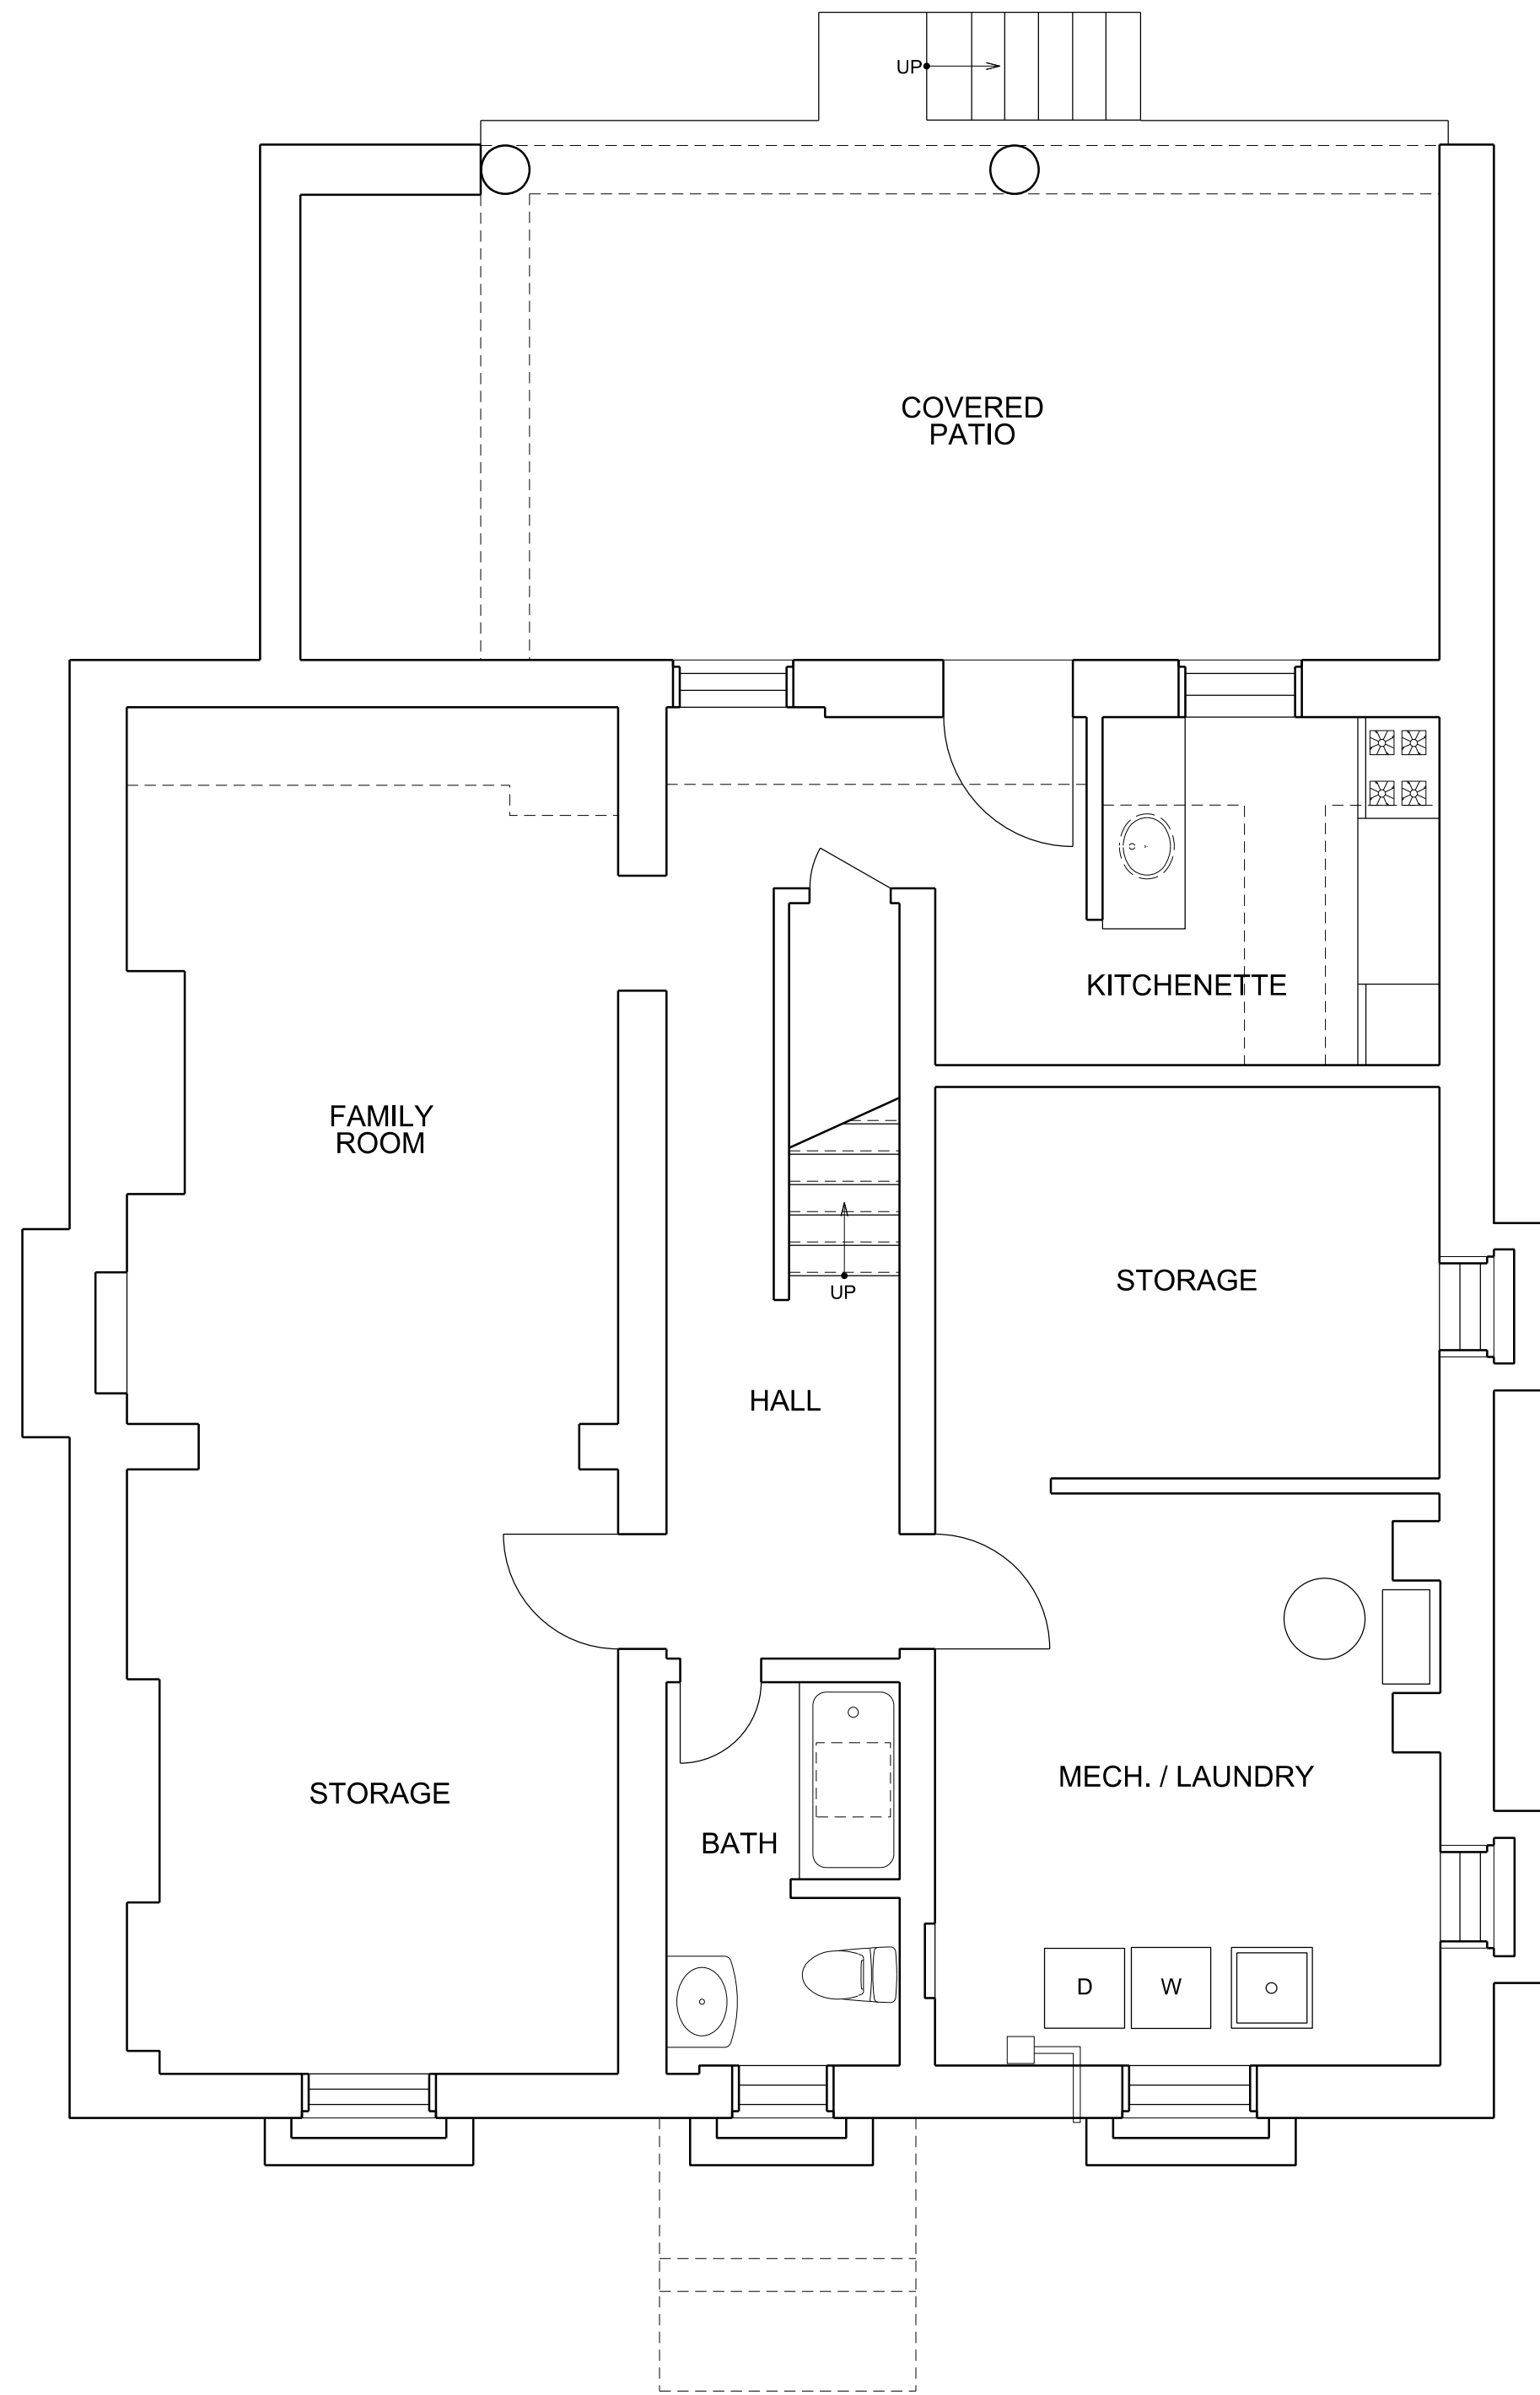 UP
COVERED
PATIO
KITCHENETTE
FAMILY
ROOM
STORAGE
UP
HALL
MECH. / LAUNDRY
STORAGE
BATH
D
W